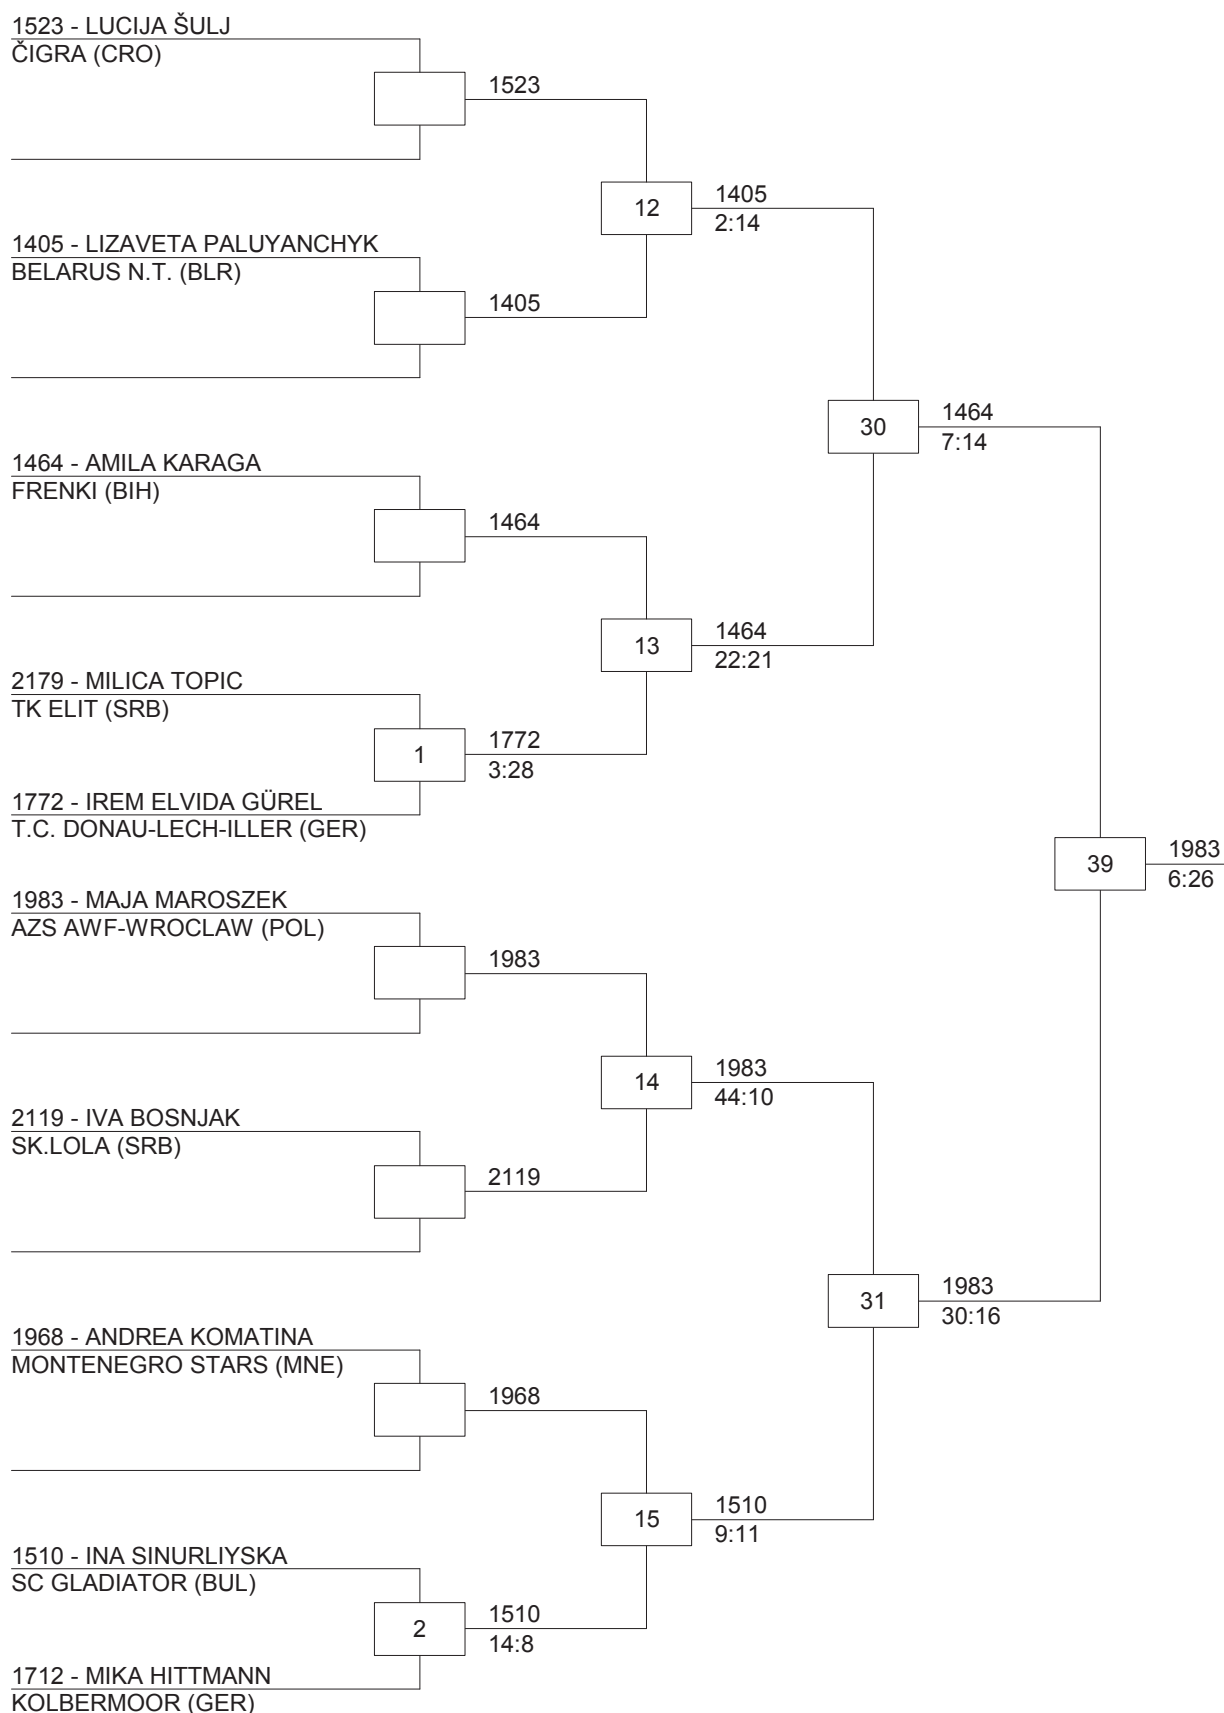 1523 - LUCIJA ŠULJ
ČIGRA (CRO)
1523
12
1405
2:14
1405 - LIZAVETA PALUYANCHYK
BELARUS N.T. (BLR)
1405
30
1464
7:14
1464 - AMILA KARAGA
FRENKI (BIH)
1464
13
1464
22:21
2179 - MILICA TOPIC
TK ELIT (SRB)
1
1772
3:28
1772 - IREM ELVIDA GÜREL
T.C. DONAU-LECH-ILLER (GER)
39
1983
6:26
1983 - MAJA MAROSZEK
AZS AWF-WROCLAW (POL)
1983
14
1983
44:10
2119 - IVA BOSNJAK
SK.LOLA (SRB)
2119
31
1983
30:16
1968 - ANDREA KOMATINA
MONTENEGRO STARS (MNE)
1968
15
1510
9:11
1510 - INA SINURLIYSKA
SC GLADIATOR (BUL)
2
1510
14:8
1712 - MIKA HITTMANN
KOLBERMOOR (GER)